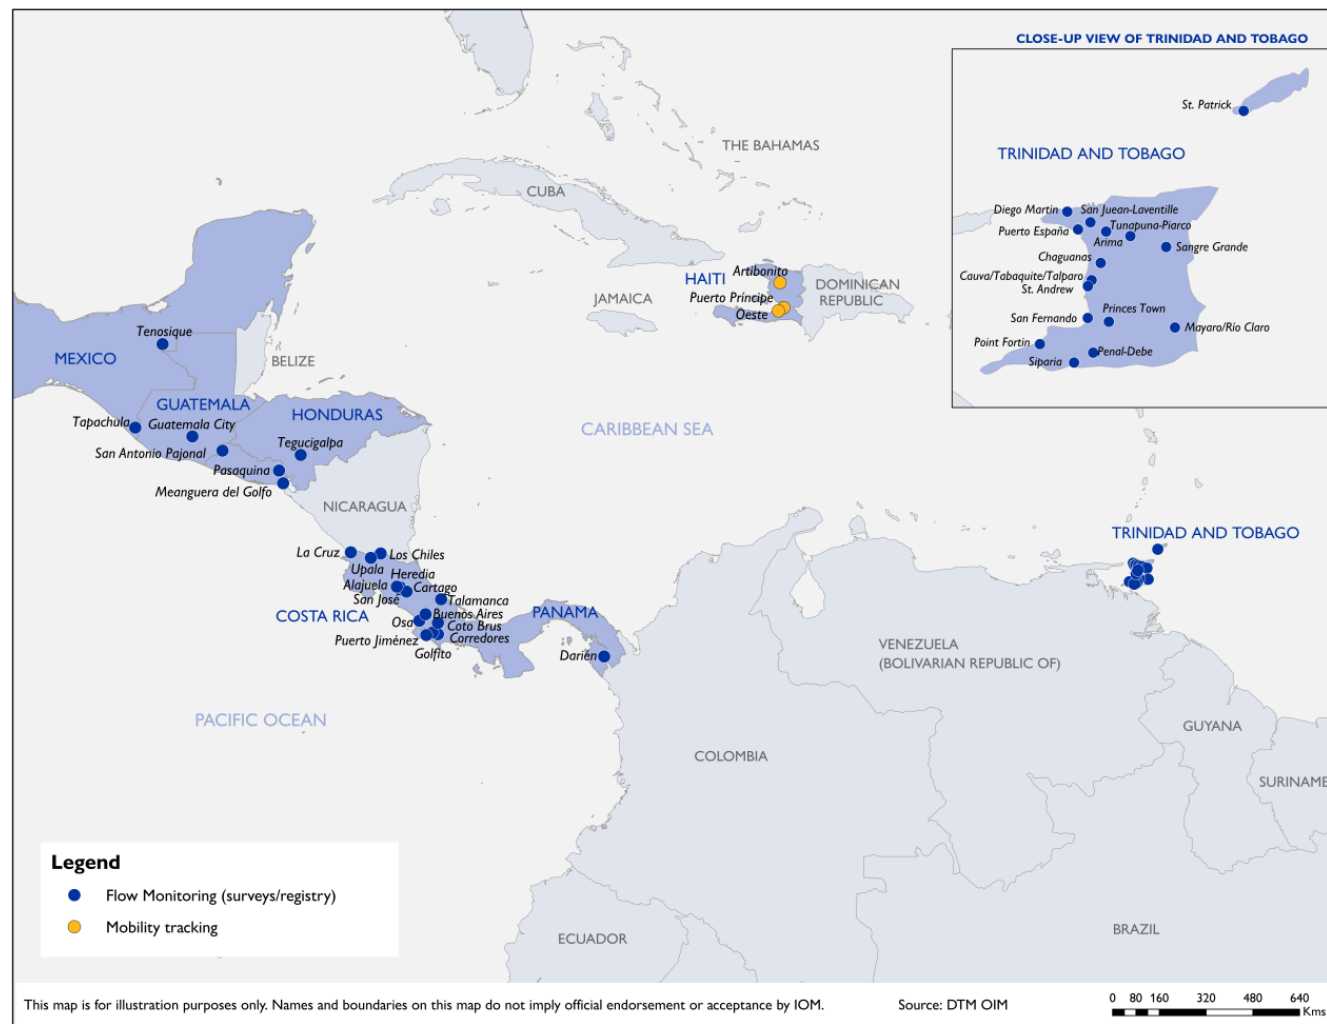 CLOSE-UP VIEW OF TRINIDAD AND TOBAGO
St. Patrick
TRINIDAD AND TOBAGO
Diego Martin
San Juean-Laventille
Puerto España
Tunapuna-Piarco
Arima
Sangre Grande
Chaguanas
Cauva/Tabaquite/Talparo
St. Andrew
San Fernando
Princes Town
Mayaro/Río Claro
Point Fortin
Penal-Debe
Siparia
THE BAHAMAS
CUBA
HAITI
Artibonito
Puerto Príncipe
Oeste
DOMINICAN
REPUBLIC
JAMAICA
Tenosique
MEXICO
BELIZE
GUATEMALA
HONDURAS
Tapachula
Guatemala City
San Antonio Pajonal
Tegucigalpa
Pasaquina
Meanguera del Golfo
CARIBBEAN SEA
NICARAGUA
TRINIDAD AND TOBAGO
La Cruz
Los Chiles
Upala
Heredia
Alajuela
Cartago
San José
Talamanca
COSTA RICA
Buenos Aires
Osa
Coto Brus
Puerto Jiménez
Corredores
Golfito
PANAMA
Darién
VENEZUELA
(BOLIVARIAN REPUBLIC OF)
PACIFIC OCEAN
COLOMBIA
GUYANA
SURINAME
ECUADOR
BRAZIL
Legend
Flow Monitoring (surveys/registry)
Mobility tracking
This map is for illustration purposes only. Names and boundaries on this map do not imply official endorsement or acceptance by IOM.
Source: DTM OIM
0 80 160 320 480 640
Kms